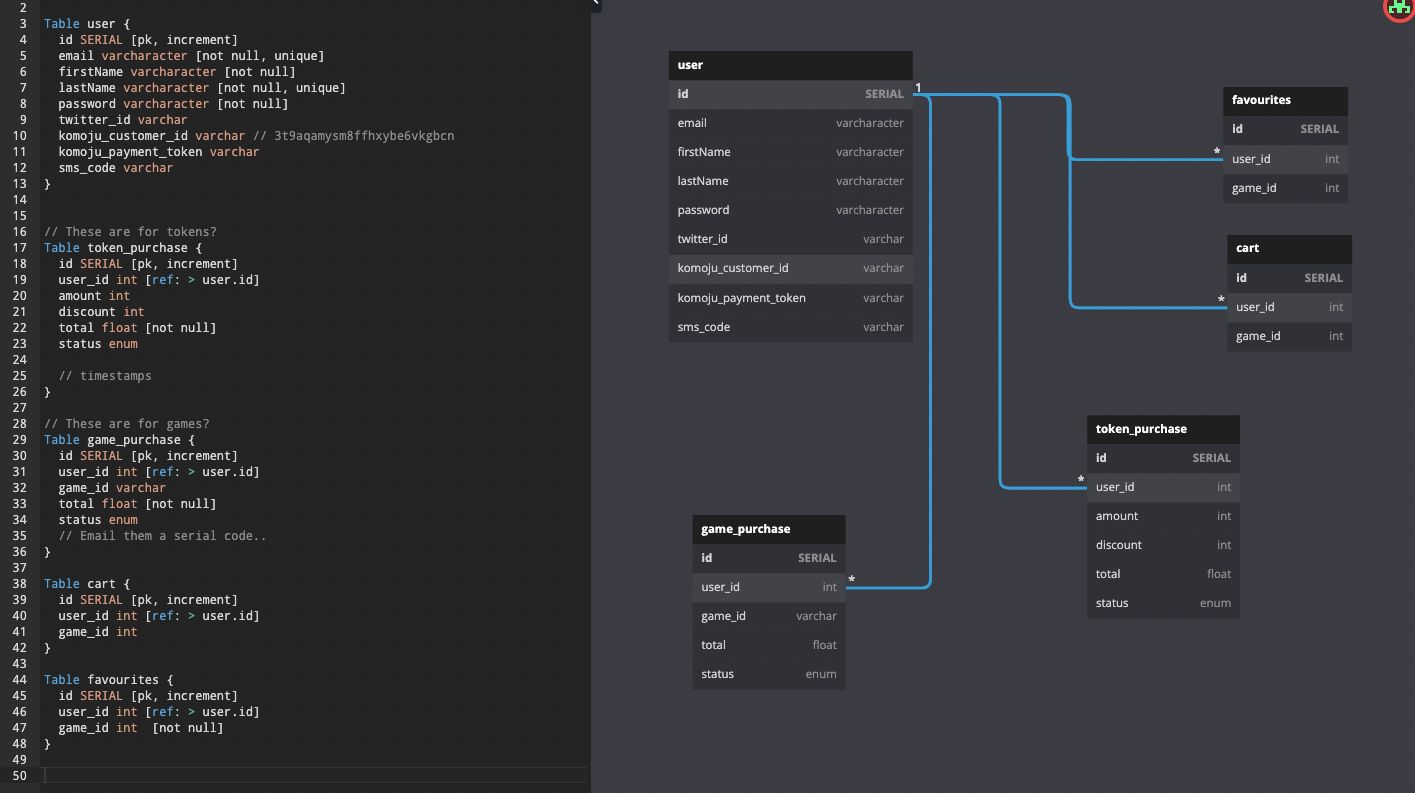 2
3 Table user {
4 id SERIAL [pk, increment]
5 email varcharacter [not null, unique]
6 firstName varcharacter [not null]
7 lastName varcharacter [not null, unique]
8 password varcharacter [not null]
9 twitter_id varchar
10 komoju_customer_id varchar // 3t9aqamysm8ffhxybe6vkgbcn
11 komoju_payment_token varchar
12 sms_code varchar
13 }
14
15
16 // These are for tokens?
17 Table token_purchase {
18 id SERIAL [pk, increment]
19 user_id int [ref: > user.id]
20 amount int
21 discount int
22 total float [not null]
23 status enum
24
25 // timestamps
26 }
27
28 // These are for games?
29 Table game_purchase {
30 id SERIAL [pk, increment]
31 user_id int [ref: > user.id]
32 game_id varchar
33 total float [not null]
34 status enum
35 // Email them a serial code..
36 }
37
38 Table cart {
39 id SERIAL [pk, increment]
40 user_id int [ref: > user.id]
41 game_id int
42 }
43
44 Table favourites {
45 id SERIAL [pk, increment]
46 user_id int [ref: > user.id]
47 game_id int  [not null]
48 }
49
50
user
id SERIAL 1
email varcharacter
firstName varcharacter
lastName varcharacter
password varcharacter
twitter_id varchar
komoju_customer_id varchar
komoju_payment_token varchar
sms_code varchar
favourites
id SERIAL
* user_id int
game_id int
cart
id SERIAL
* user_id int
game_id int
token_purchase
id SERIAL
* user_id int
amount int
discount int
total float
status enum
game_purchase
id SERIAL
user_id int *
game_id varchar
total float
status enum